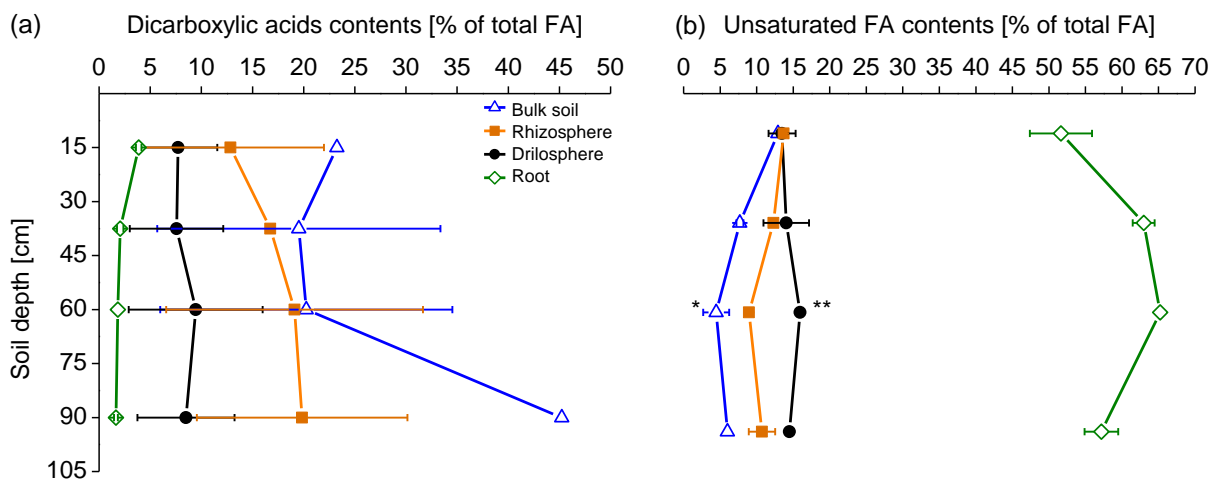 (a) Dicarboxylic acids contents [% of total FA]
0 5 10 15 20 25 30 35 40 45 50
Bulk soil
Rhizosphere
Drilosphere
Root
Soil depth [cm]
15
30
45
60
75
90
105
(b) Unsaturated FA contents [% of total FA]
0 5 10 15 20 25 30 35 40 45 50 55 60 65 70
* **